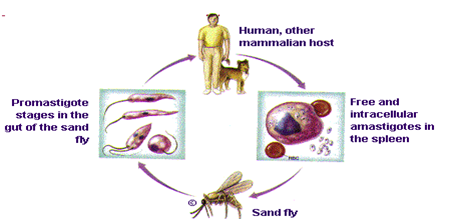 Human, other
mammalian host
Promastigote
stages in the
gut of the sand
fly
Free and
intracellular
amastigotes in
the spleen
RBC
©
Sand fly